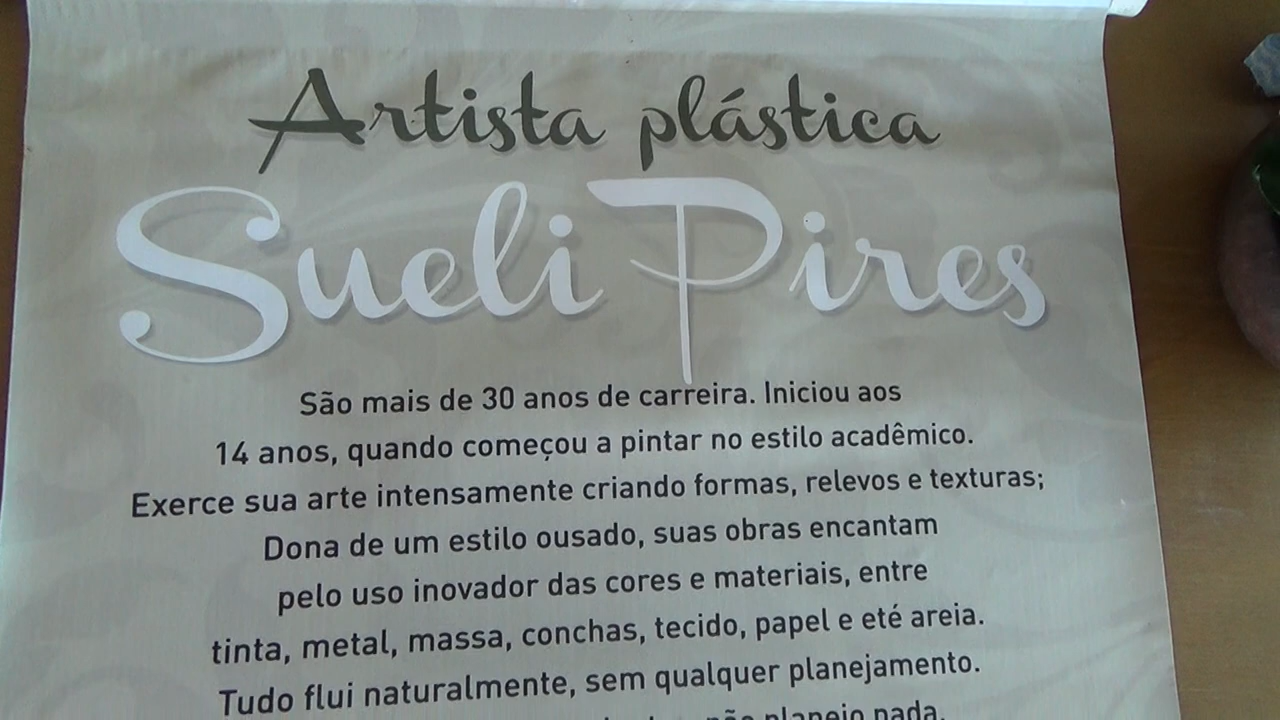 Artista plástica
Sueli Pires
São mais de 30 anos de carreira. Iniciou aos
14 anos, quando começou a pintar no estilo acadêmico.
Exerce sua arte intensamente criando formas, relevos e texturas;
Dona de um estilo ousado, suas obras encantam
pelo uso inovador das cores e materiais, entre
tinta, metal, massa, conchas, tecido, papel e eté areia.
Tudo flui naturalmente, sem qualquer planejamento.
não planejo nada.